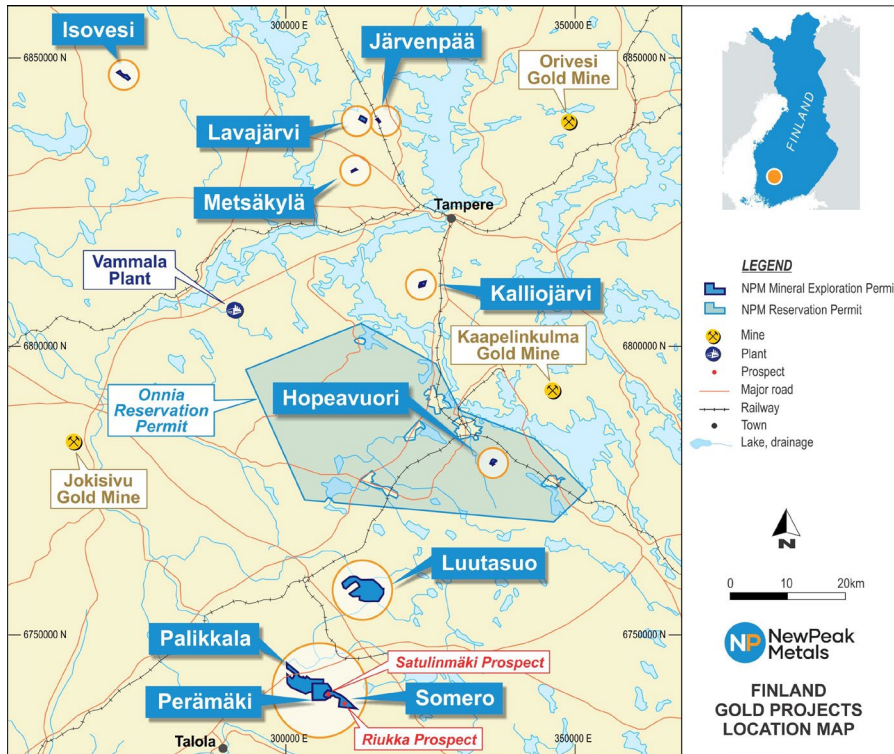 300000 E
350000 E
Isovesi
Järvenpää
Orivesi
Gold Mine
6850000 N
6850000 N
Lavajärvi
Metsäkylä
Tampere
Vammala
Plant
Kalliojärvi
6800000 N
6800000 N
Kaapelinkulma
Gold Mine
Onnia
Reservation
Permit
Hopeavuori
Jokisivu
Gold Mine
Luutasuo
6750000 N
6750000 N
Palikkala
Satulinmäki Prospect
Perämäki
Somero
Riukka Prospect
Talola
300000 E
350000 E
FINLAND
LEGEND
NPM Mineral Exploration Permi
NPM Reservation Permit
Mine
Plant
Prospect
Major road
Railway
Town
Lake, drainage
N
0 10 20km
NP NewPeak
Metals
FINLAND
GOLD PROJECTS
LOCATION MAP